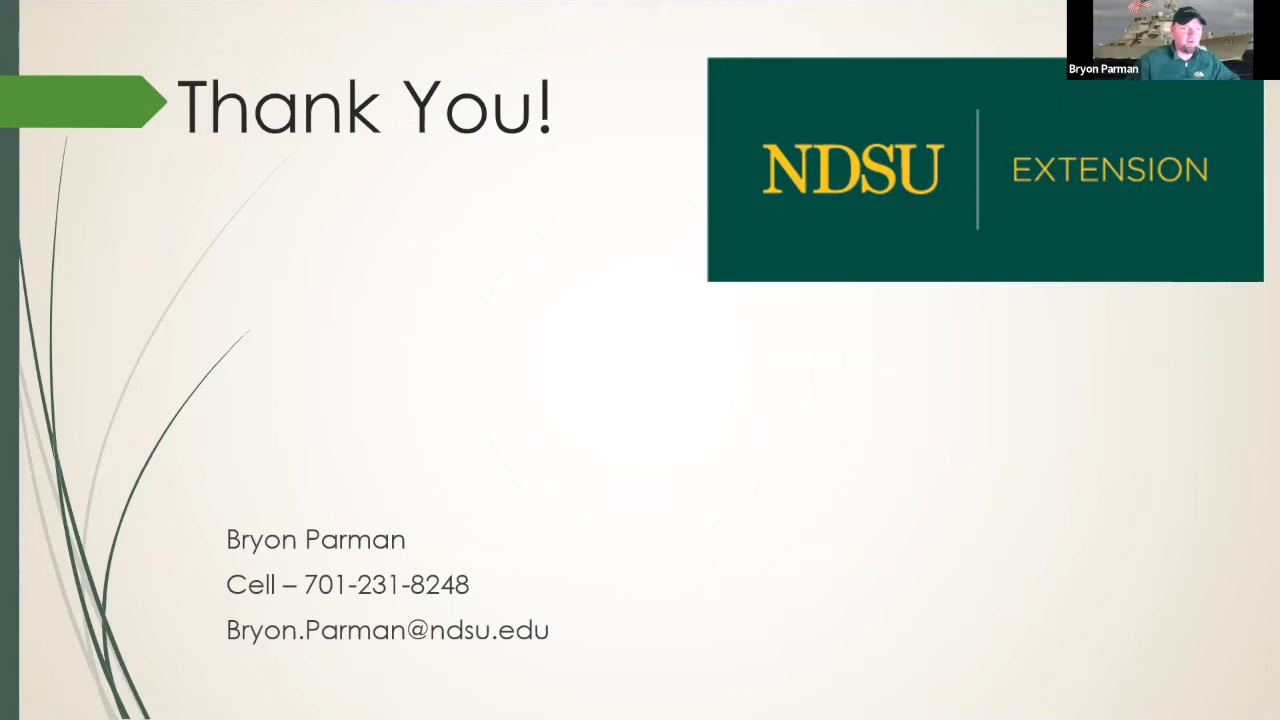 Thank You!
Bryon Parman
NDSU EXTENSION
Bryon Parman
Cell – 701-231-8248
Bryon.Parman@ndsu.edu